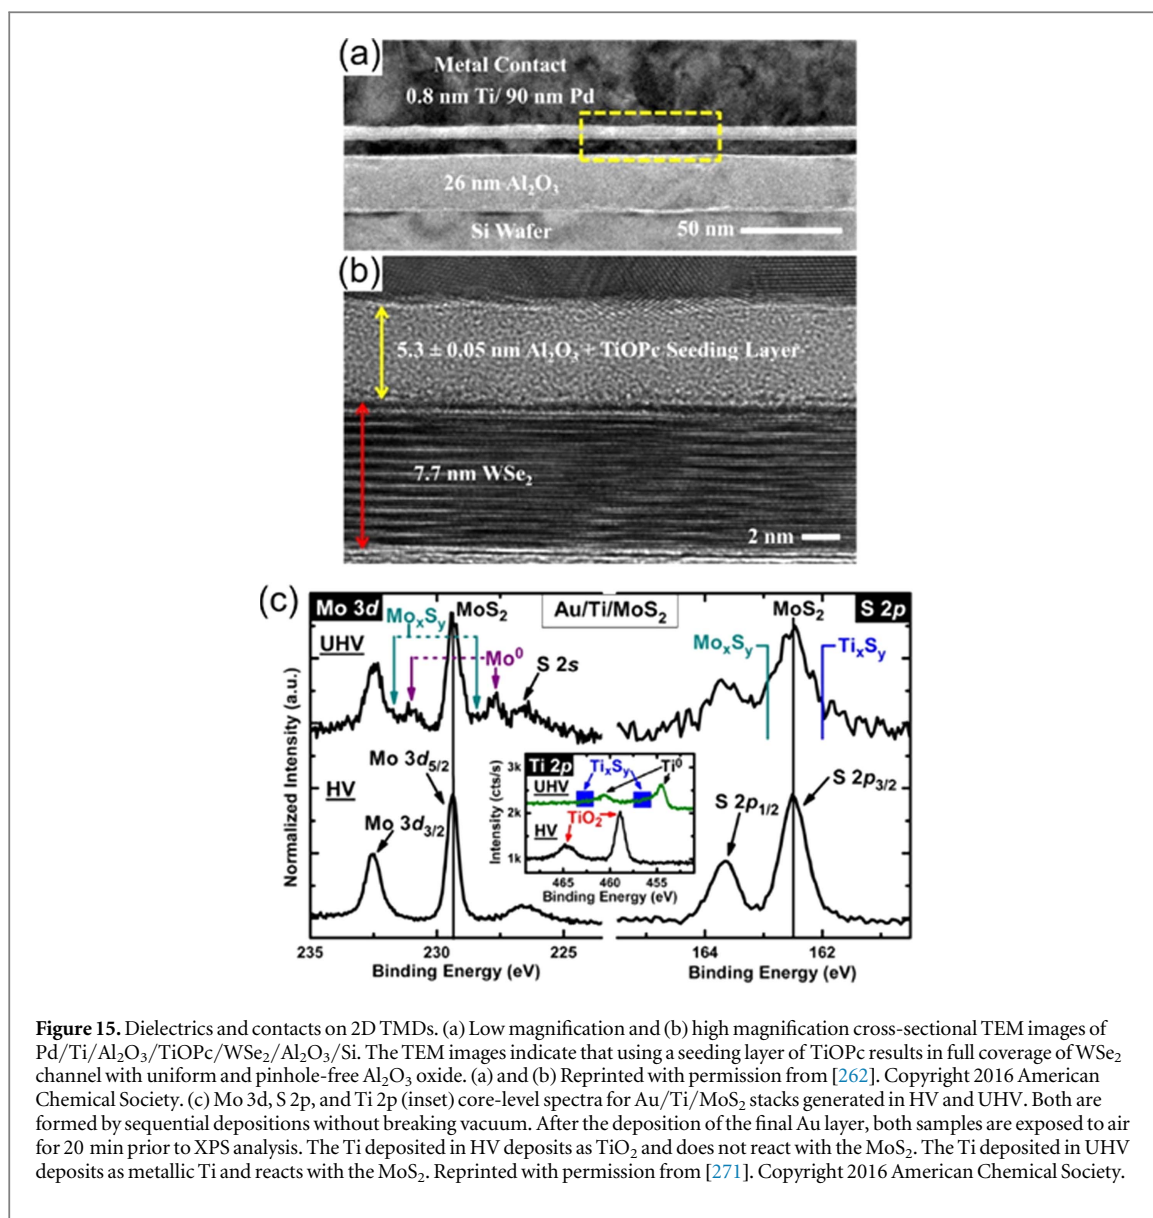 (a)
Metal Contact
0.8 nm Ti/ 90 nm Pd
26 nm Al₂O₃
Si Wafer
50 nm
(b)
5.3 ± 0.05 nm Al₂O₃ + TiOPc Seeding Layer
7.7 nm WSe₂
2 nm
(c)
Mo 3d
MoₓSᵧ
MoS₂
Au/Ti/MoS₂
MoS₂
S 2p
UHV
Mo⁰
S 2s
MoₓSᵧ
TiₓSᵧ
Normalized Intensity (a.u.)
HV
Mo 3d₅/₂
Mo 3d₃/₂
Ti 2p
TiₓSᵧ
Ti⁰
UHV
TiO₂
HV
3k
2k
1k
Intensity (cts/s)
465
460
455
Binding Energy (eV)
S 2p₁/₂
S 2p₃/₂
235
230
225
164
162
Binding Energy (eV)
Binding Energy (eV)
Figure 15. Dielectrics and contacts on 2D TMDs. (a) Low magnification and (b) high magnification cross-sectional TEM images of
Pd/Ti/Al₂O₃/TiOPc/WSe₂/Al₂O₃/Si. The TEM images indicate that using a seeding layer of TiOPc results in full coverage of WSe₂
channel with uniform and pinhole-free Al₂O₃ oxide. (a) and (b) Reprinted with permission from [262]. Copyright 2016 American
Chemical Society. (c) Mo 3d, S 2p, and Ti 2p (inset) core-level spectra for Au/Ti/MoS₂ stacks generated in HV and UHV. Both are
formed by sequential depositions without breaking vacuum. After the deposition of the final Au layer, both samples are exposed to air
for 20 min prior to XPS analysis. The Ti deposited in HV deposits as TiO₂ and does not react with the MoS₂. The Ti deposited in UHV
deposits as metallic Ti and reacts with the MoS₂. Reprinted with permission from [271]. Copyright 2016 American Chemical Society.